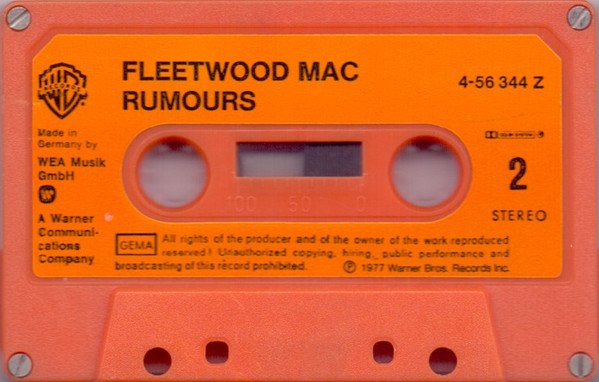 FLEETWOOD MAC
RUMOURS
4-56 344 Z
RECORDS
Made in
Germany by
WEA Musik
GmbH
A Warner
Communi-
cations
Company
2
STEREO
100 50 0
GEMA
All rights of the producer and of the owner of the work reproduced
reserved! Unauthorized copying, hiring, public performance and
broadcasting of this record prohibited.
Ⓟ 1977 Warner Bros. Records Inc.